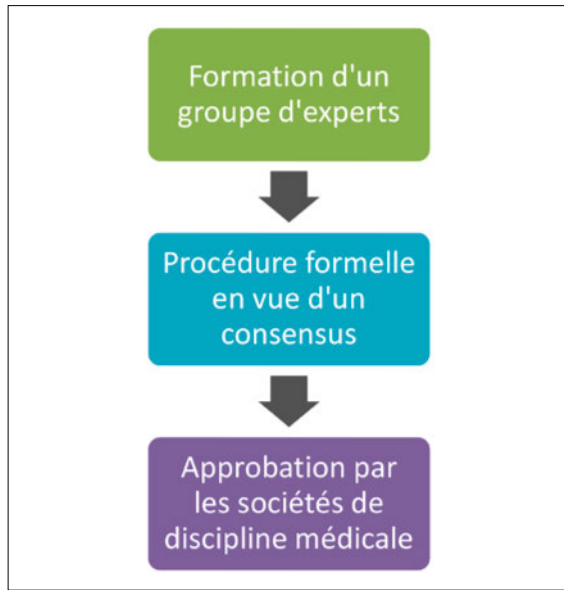 Formation d'un
groupe d'experts
Procédure formelle
en vue d'un
consensus
Approbation par
les sociétés de
discipline médicale